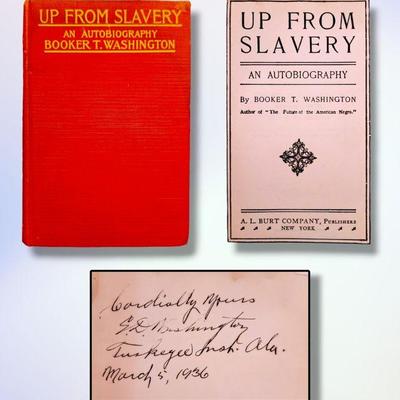 UP FROM SLAVERY
AN AUTOBIOGRAPHY
BOOKER T. WASHINGTON
UP FROM
SLAVERY
AN AUTOBIOGRAPHY
By BOOKER T. WASHINGTON
Author of "The Future of the American Negro."
A. L. BURT COMPANY, PUBLISHERS
NEW YORK
Cordially Yours
E.D. Washington
Tuskegee Inst. Ala.
March 5, 1936